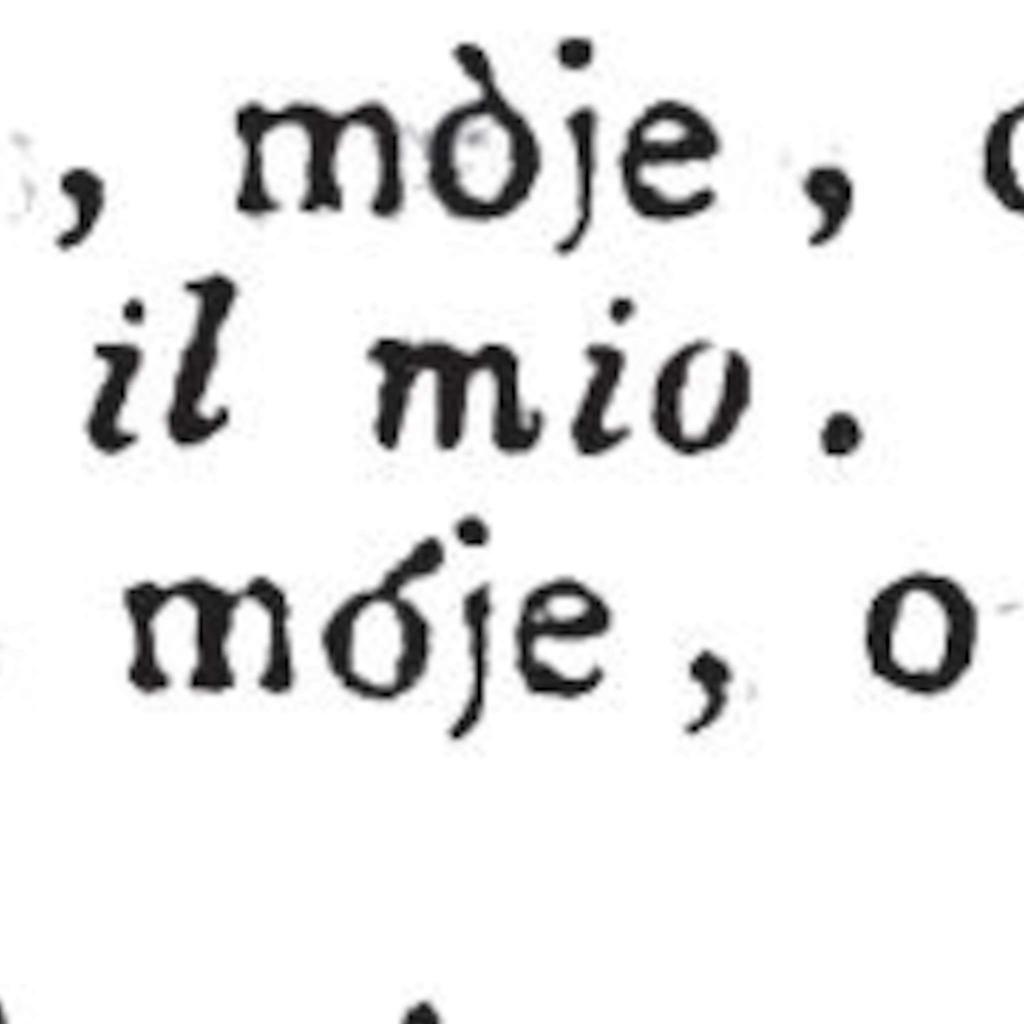 , mòje ,
il mio .
móje , o